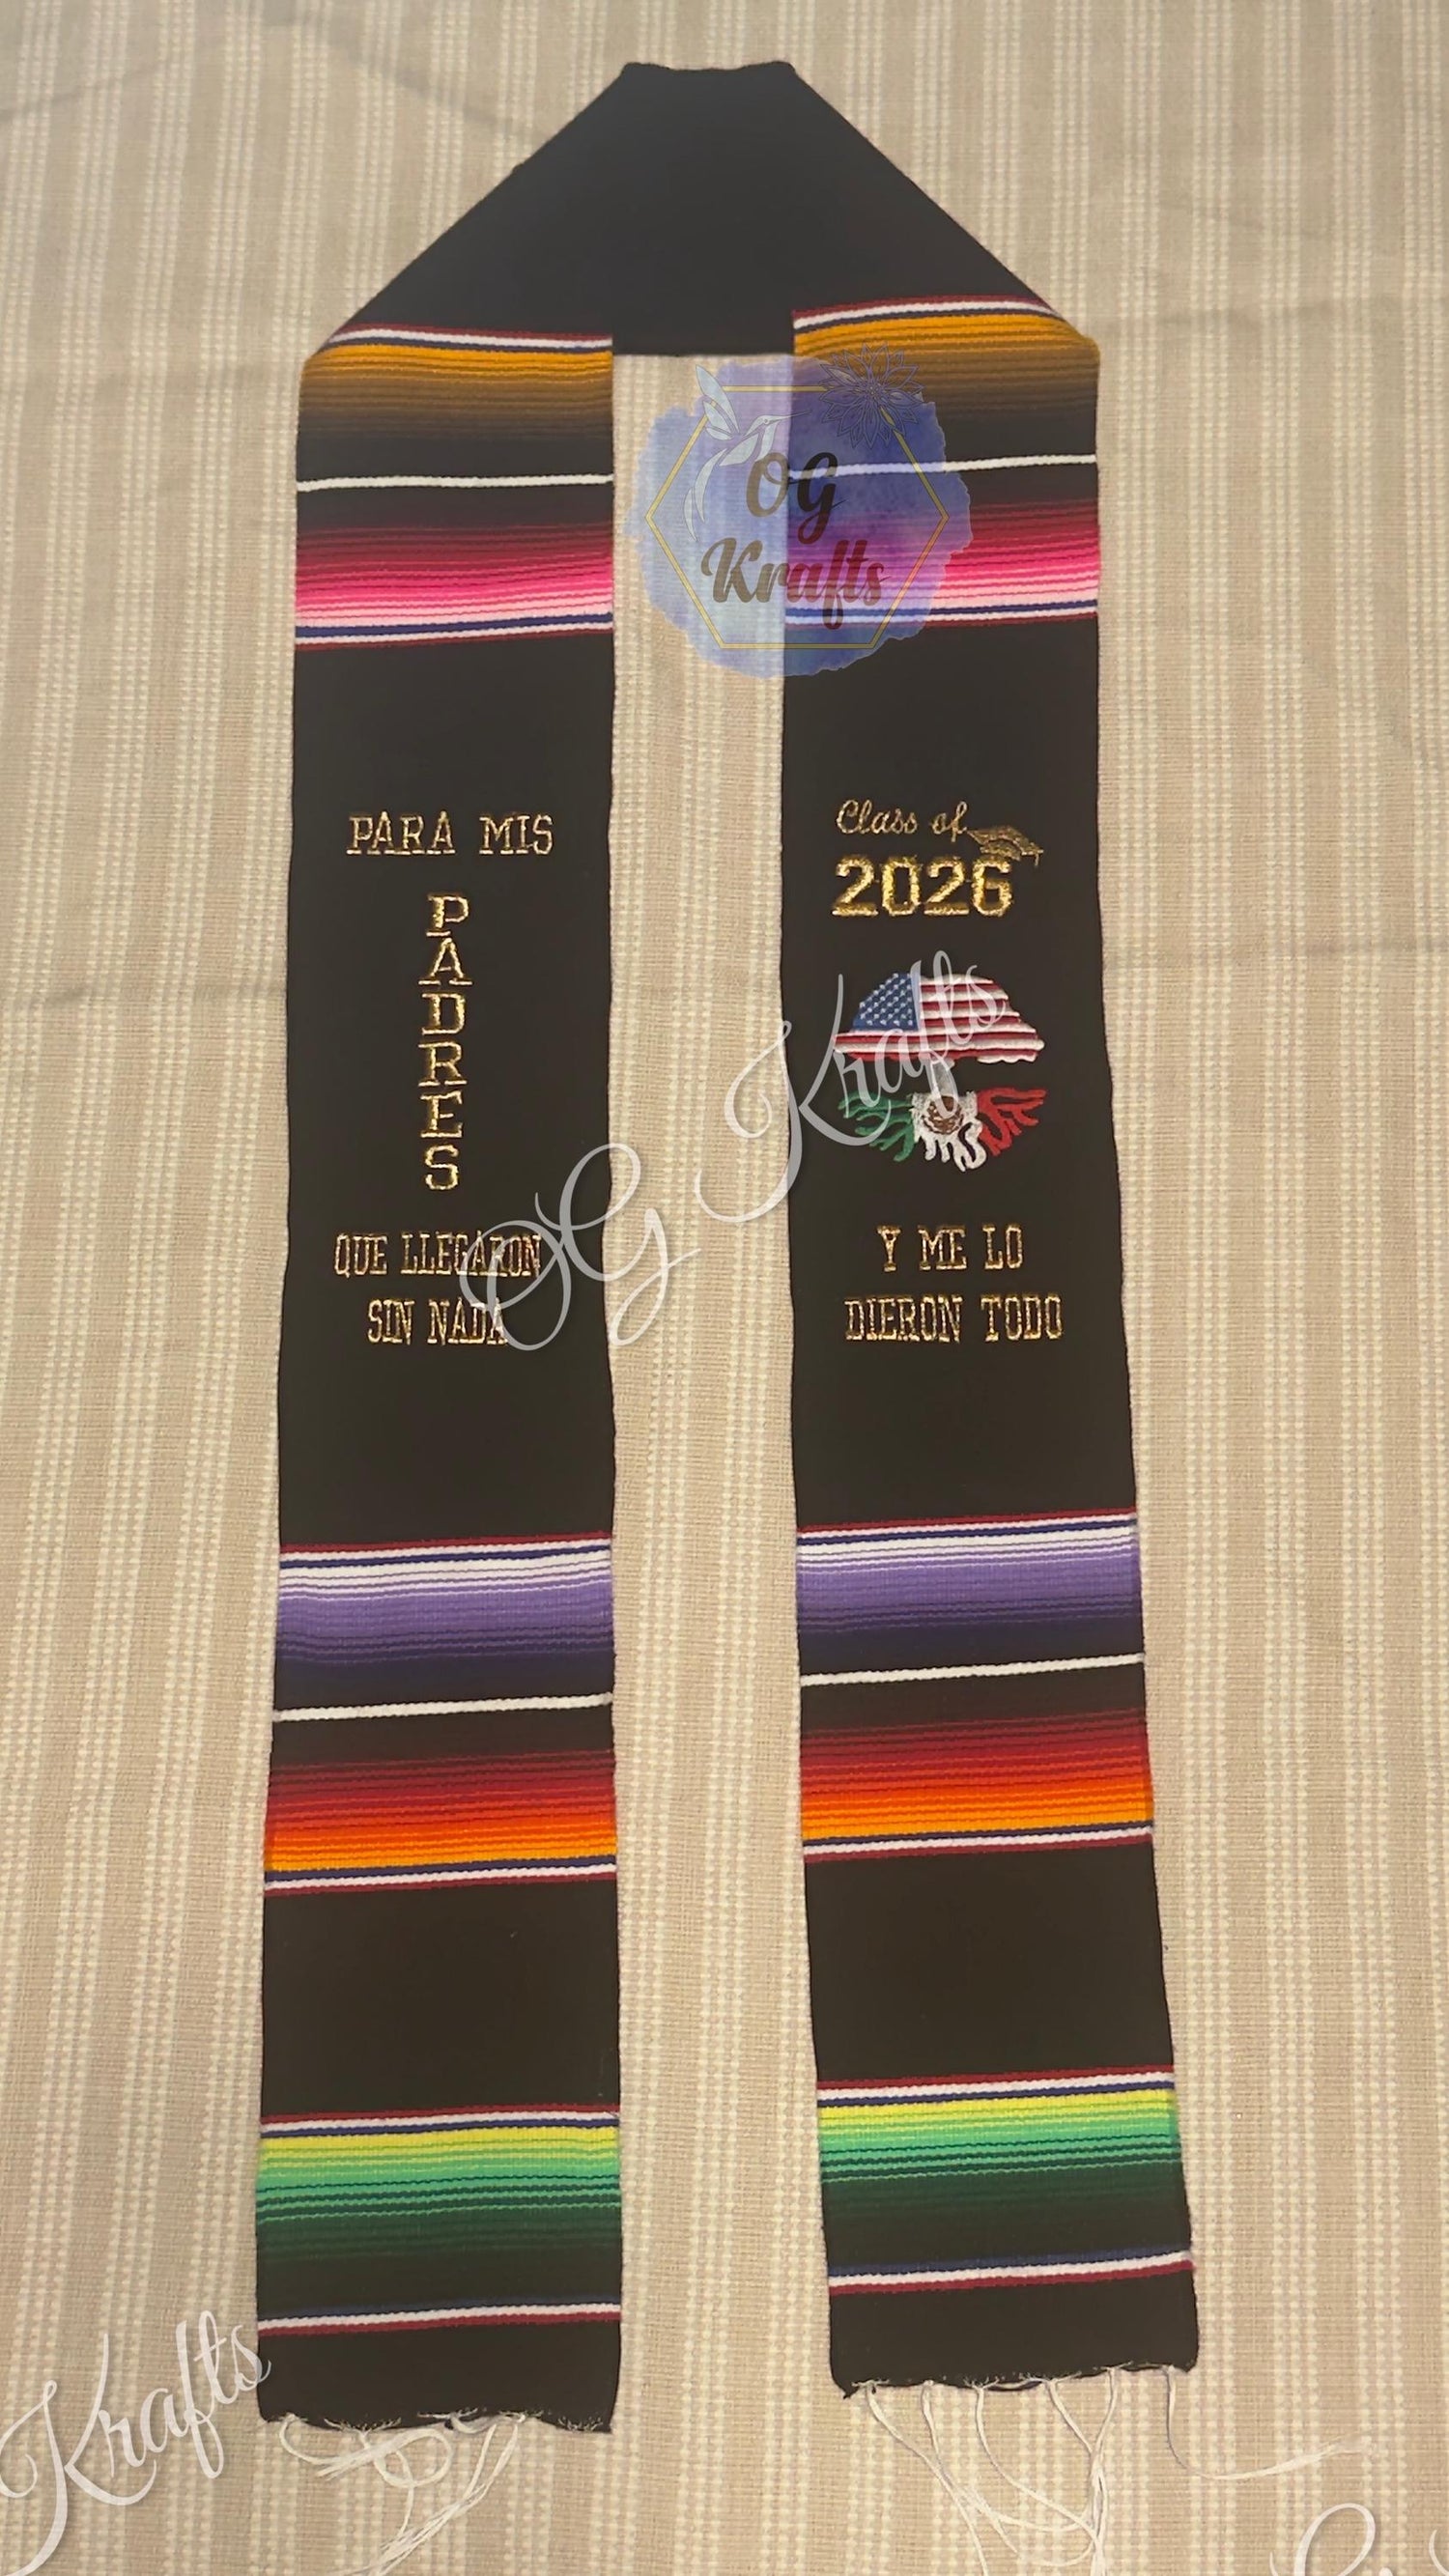 OG
Krafts
PARA MIS
PADRES
QUE LLEGARON
SIN NADA
Class of
2026
Y ME LO
DIERON TODO
OG Krafts
Krafts